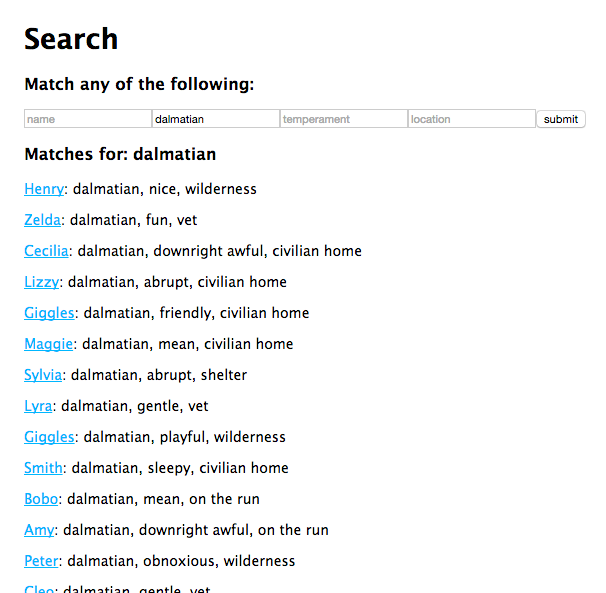 Search
Match any of the following:
name dalmatian temperament location submit
Matches for: dalmatian
Henry: dalmatian, nice, wilderness
Zelda: dalmatian, fun, vet
Cecilia: dalmatian, downright awful, civilian home
Lizzy: dalmatian, abrupt, civilian home
Giggles: dalmatian, friendly, civilian home
Maggie: dalmatian, mean, civilian home
Sylvia: dalmatian, abrupt, shelter
Lyra: dalmatian, gentle, vet
Giggles: dalmatian, playful, wilderness
Smith: dalmatian, sleepy, civilian home
Bobo: dalmatian, mean, on the run
Amy: dalmatian, downright awful, on the run
Peter: dalmatian, obnoxious, wilderness
Cleo: dalmatian, gentle, vet